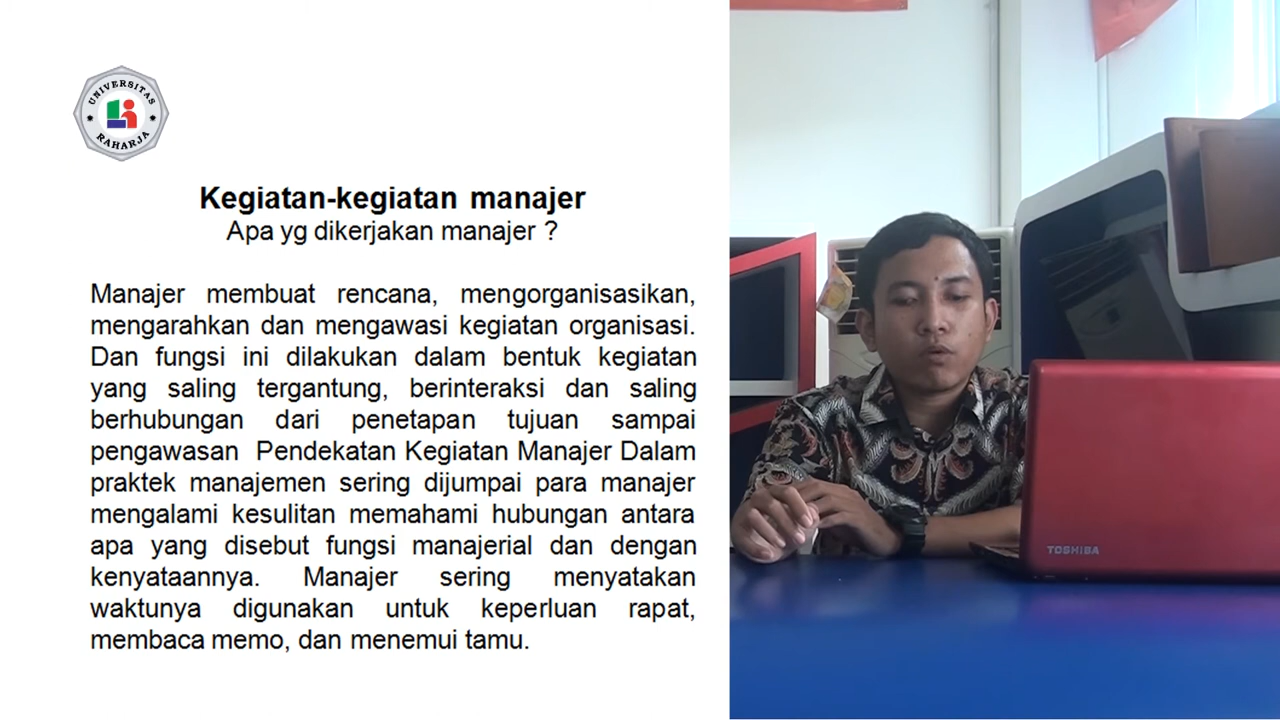 UNIVERSITAS
RAHARJA
Kegiatan-kegiatan manajer
Apa yg dikerjakan manajer ?
Manajer membuat rencana, mengorganisasikan,
mengarahkan dan mengawasi kegiatan organisasi.
Dan fungsi ini dilakukan dalam bentuk kegiatan
yang saling tergantung, berinteraksi dan saling
berhubungan dari penetapan tujuan sampai
pengawasan Pendekatan Kegiatan Manajer Dalam
praktek manajemen sering dijumpai para manajer
mengalami kesulitan memahami hubungan antara
apa yang disebut fungsi manajerial dan dengan
kenyataannya. Manajer sering menyatakan
waktunya digunakan untuk keperluan rapat,
membaca memo, dan menemui tamu.
TOSHIBA